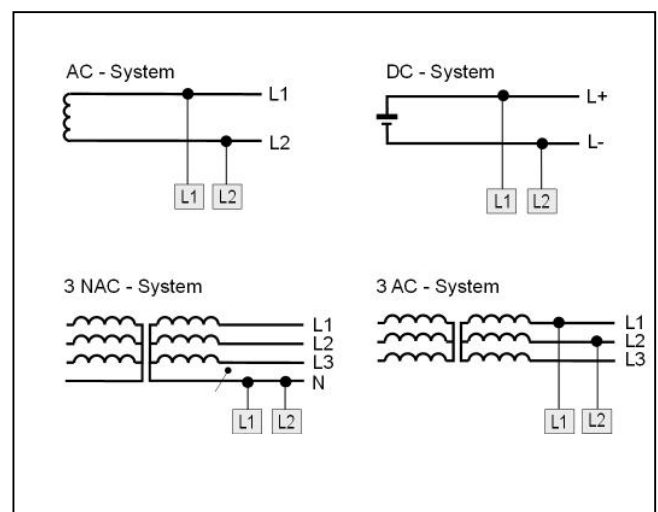 AC - System
L1
L2
L1 L2
DC - System
L+
L-
L1 L2
3 NAC - System
L1
L2
L3
N
L1 L2
3 AC - System
L1
L2
L3
L1 L2